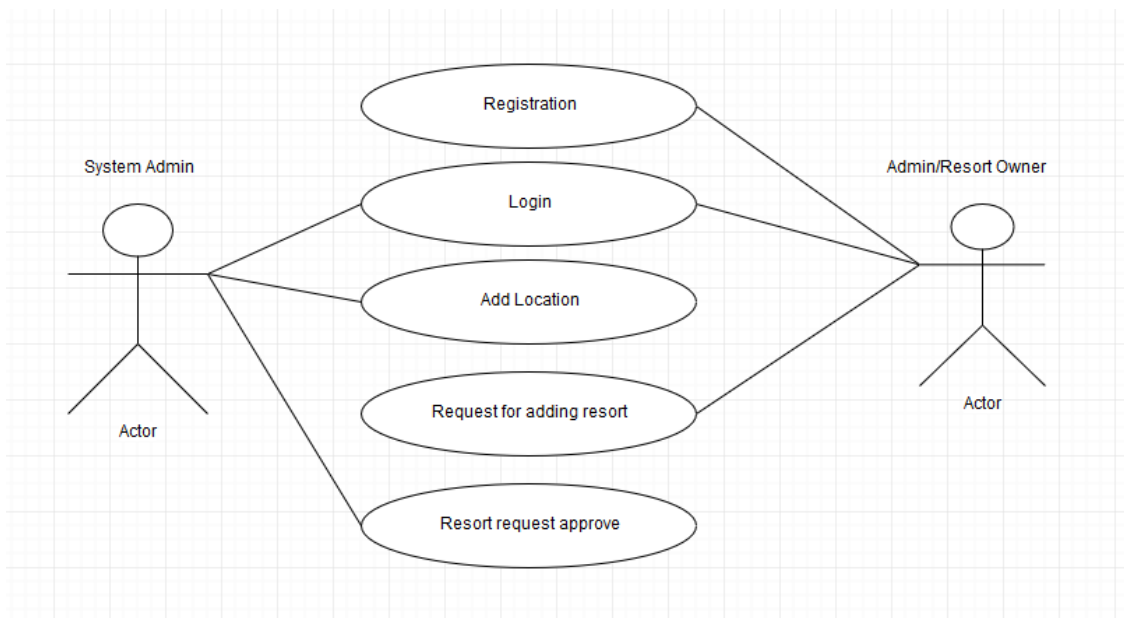 Registration
System Admin
Admin/Resort Owner
Login
Add Location
Request for adding resort
Actor
Actor
Resort request approve